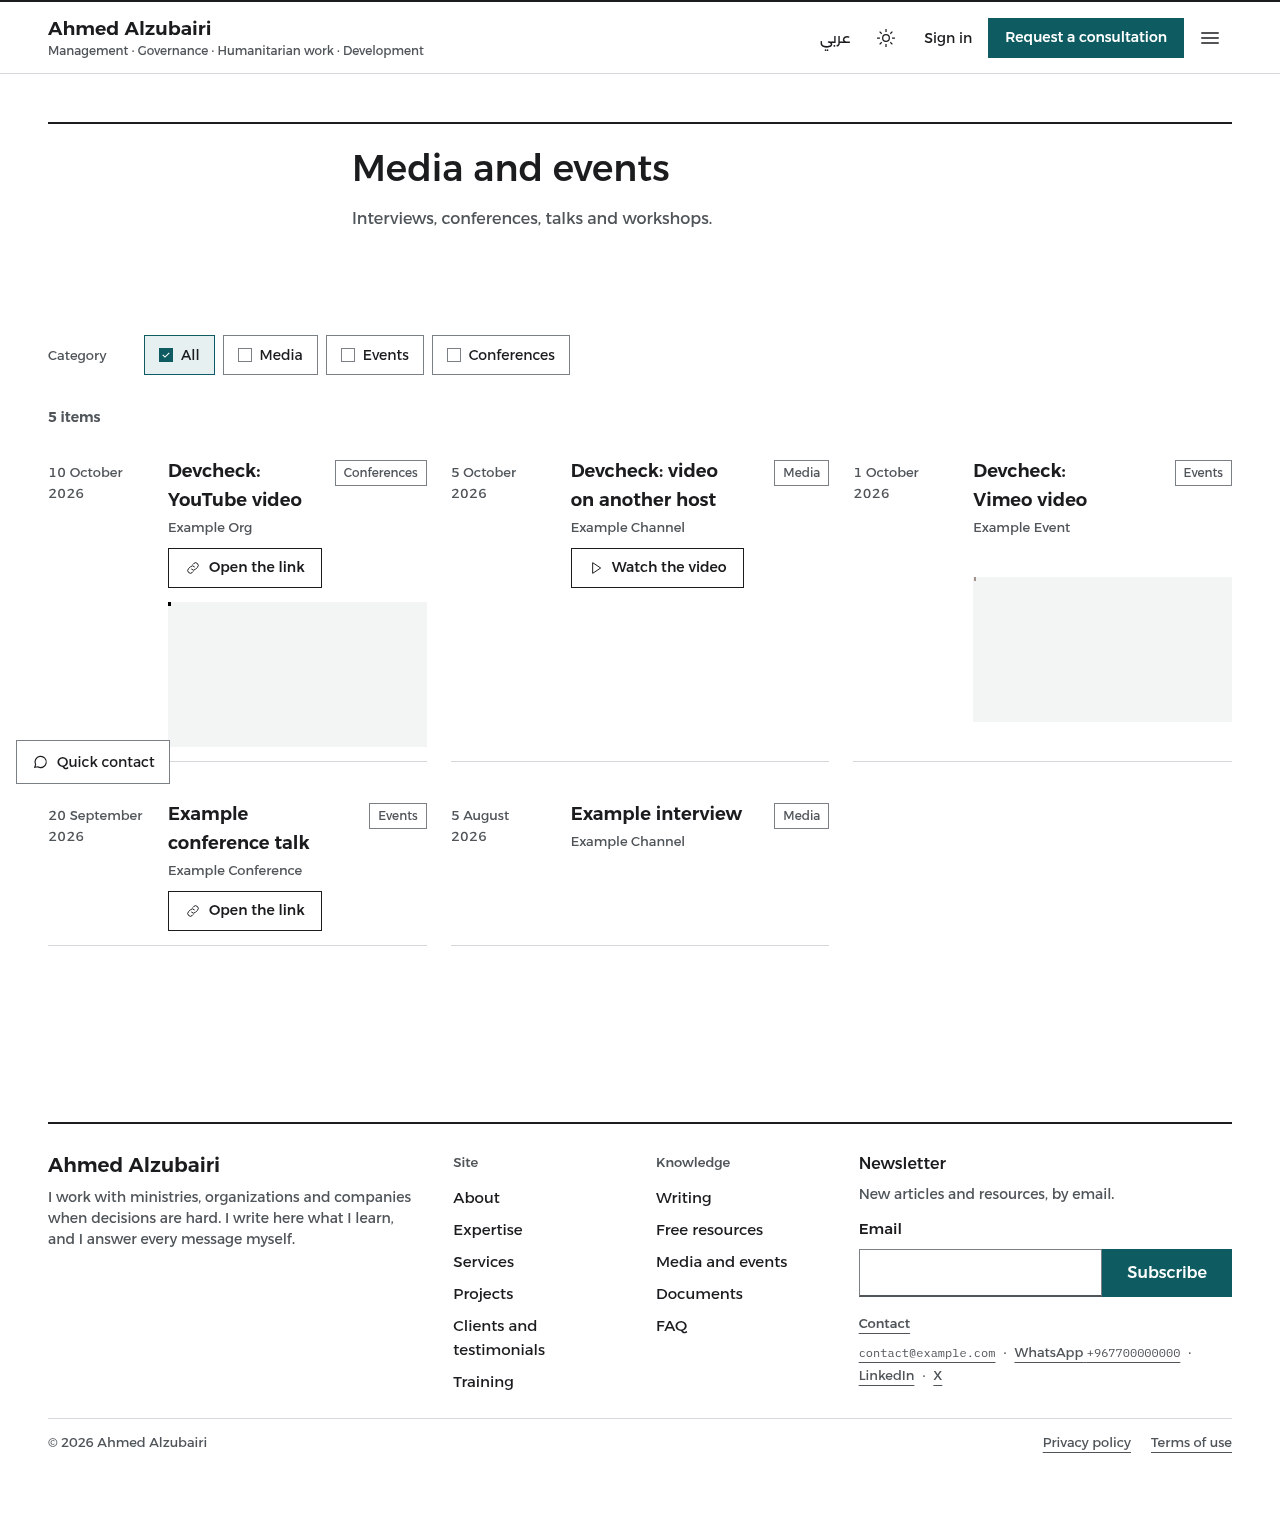 Ahmed Alzubairi
Management · Governance · Humanitarian work · Development
عربي
Sign in
Request a consultation
Media and events
Interviews, conferences, talks and workshops.
Category
All
Media
Events
Conferences
5 items
10 October
2026
Devcheck:
YouTube video
Conferences
Example Org
Open the link
5 October
2026
Devcheck: video
on another host
Media
Example Channel
Watch the video
1 October
2026
Devcheck:
Vimeo video
Events
Example Event
Quick contact
20 September
2026
Example
conference talk
Events
Example Conference
Open the link
5 August
2026
Example interview
Media
Example Channel
Ahmed Alzubairi
I work with ministries, organizations and companies
when decisions are hard. I write here what I learn,
and I answer every message myself.
Site
About
Expertise
Services
Projects
Clients and
testimonials
Training
Knowledge
Writing
Free resources
Media and events
Documents
FAQ
Newsletter
New articles and resources, by email.
Email
Subscribe
Contact
contact@example.com · WhatsApp +967700000000 ·
LinkedIn · X
© 2026 Ahmed Alzubairi
Privacy policy
Terms of use